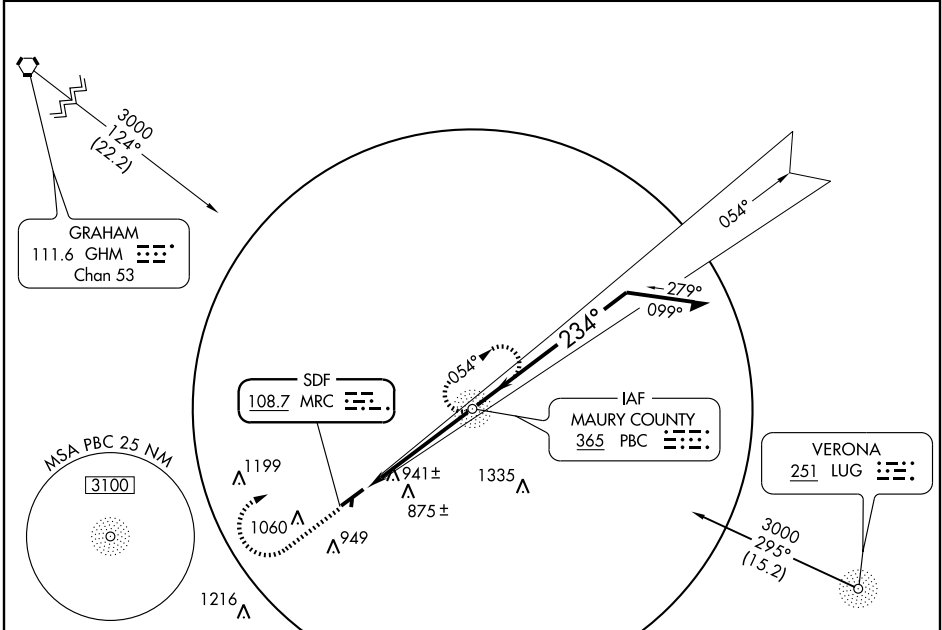 3000
124°
(22.2)
GRAHAM
111.6 GHM
Chan 53
054°
279°
099°
234°
054°
SDF
108.7 MRC
IAF
MAURY COUNTY
365 PBC
VERONA
251 LUG
MSA PBC 25 NM
3100
1199
941±
1335
875±
1060
949
3000
295°
(15.2)
1216